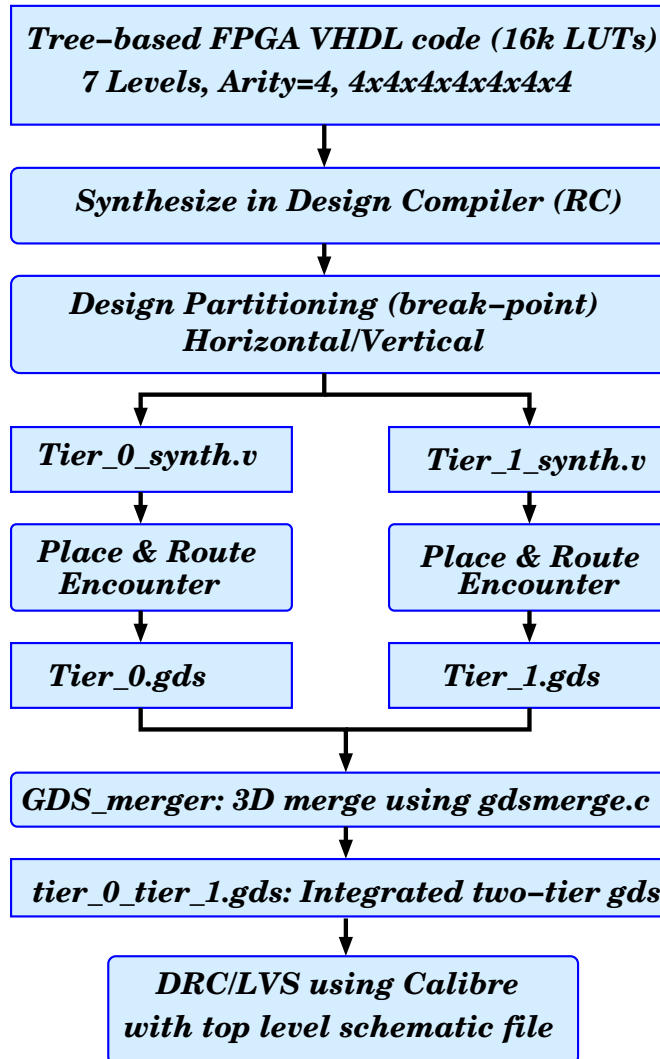 Tree-based FPGA VHDL code (16k LUTs)
7 Levels, Arity=4, 4x4x4x4x4x4x4
Synthesize in Design Compiler (RC)
Design Partitioning (break-point)
Horizontal/Vertical
Tier_0_synth.v
Tier_1_synth.v
Place & Route
Encounter
Place & Route
Encounter
Tier_0.gds
Tier_1.gds
GDS_merger: 3D merge using gdsmerge.c
tier_0_tier_1.gds: Integrated two-tier gds
DRC/LVS using Calibre
with top level schematic file